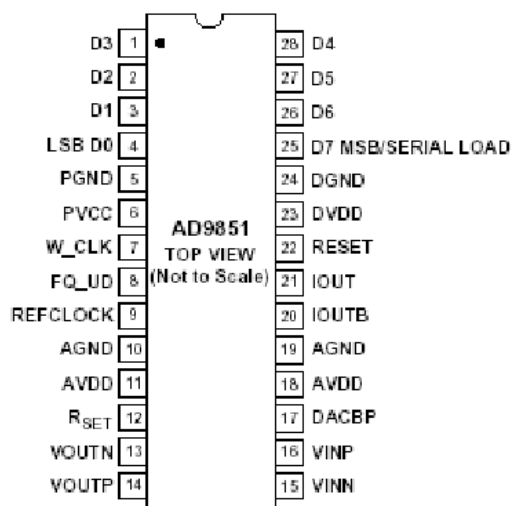 D3 1 28 D4
D2 2 27 D5
D1 3 26 D6
LSB D0 4 25 D7 MSB/SERIAL LOAD
PGND 5 24 DGND
PVCC 6 23 DVDD
AD9851
W_CLK 7 22 RESET
TOP VIEW
FQ_UD 8 21 IOUT
(Not to Scale)
REFCLOCK 9 20 IOUTB
AGND 10 19 AGND
AVDD 11 18 AVDD
RSET 12 17 DACBP
VOUTN 13 16 VINP
VOUTP 14 15 VINN